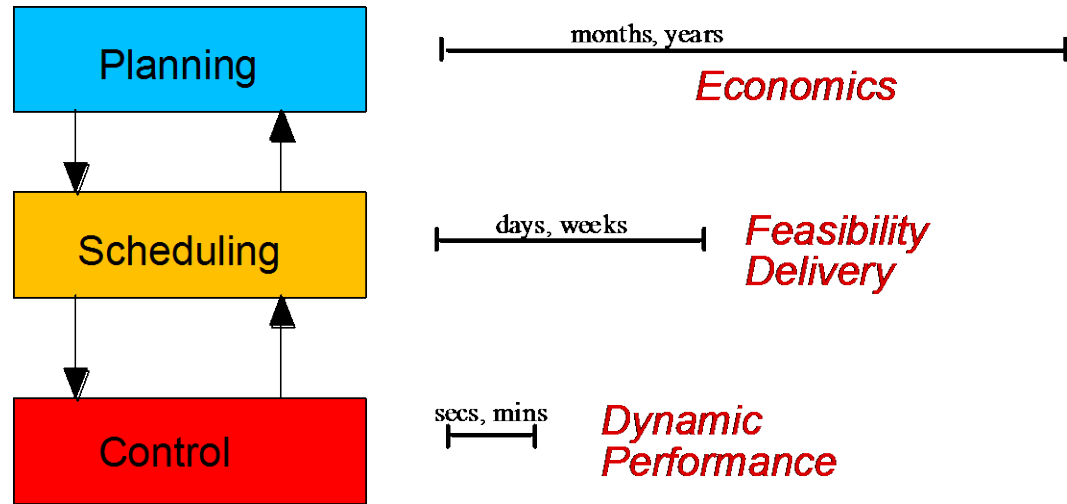 Planning
months, years
Economics
Scheduling
days, weeks
Feasibility
Delivery
Control
secs, mins
Dynamic
Performance